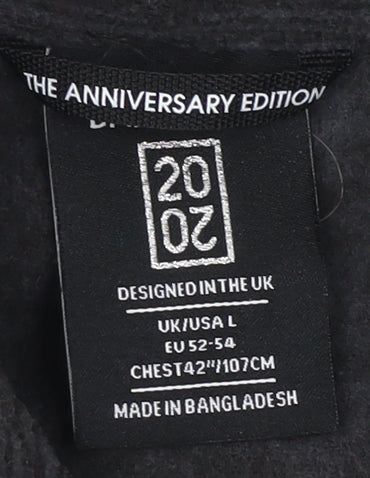 THE ANNIVERSARY EDITION
20
02
DESIGNED IN THE UK
UK/USA L
EU 52-54
CHEST 42"/107CM
MADE IN BANGLADESH